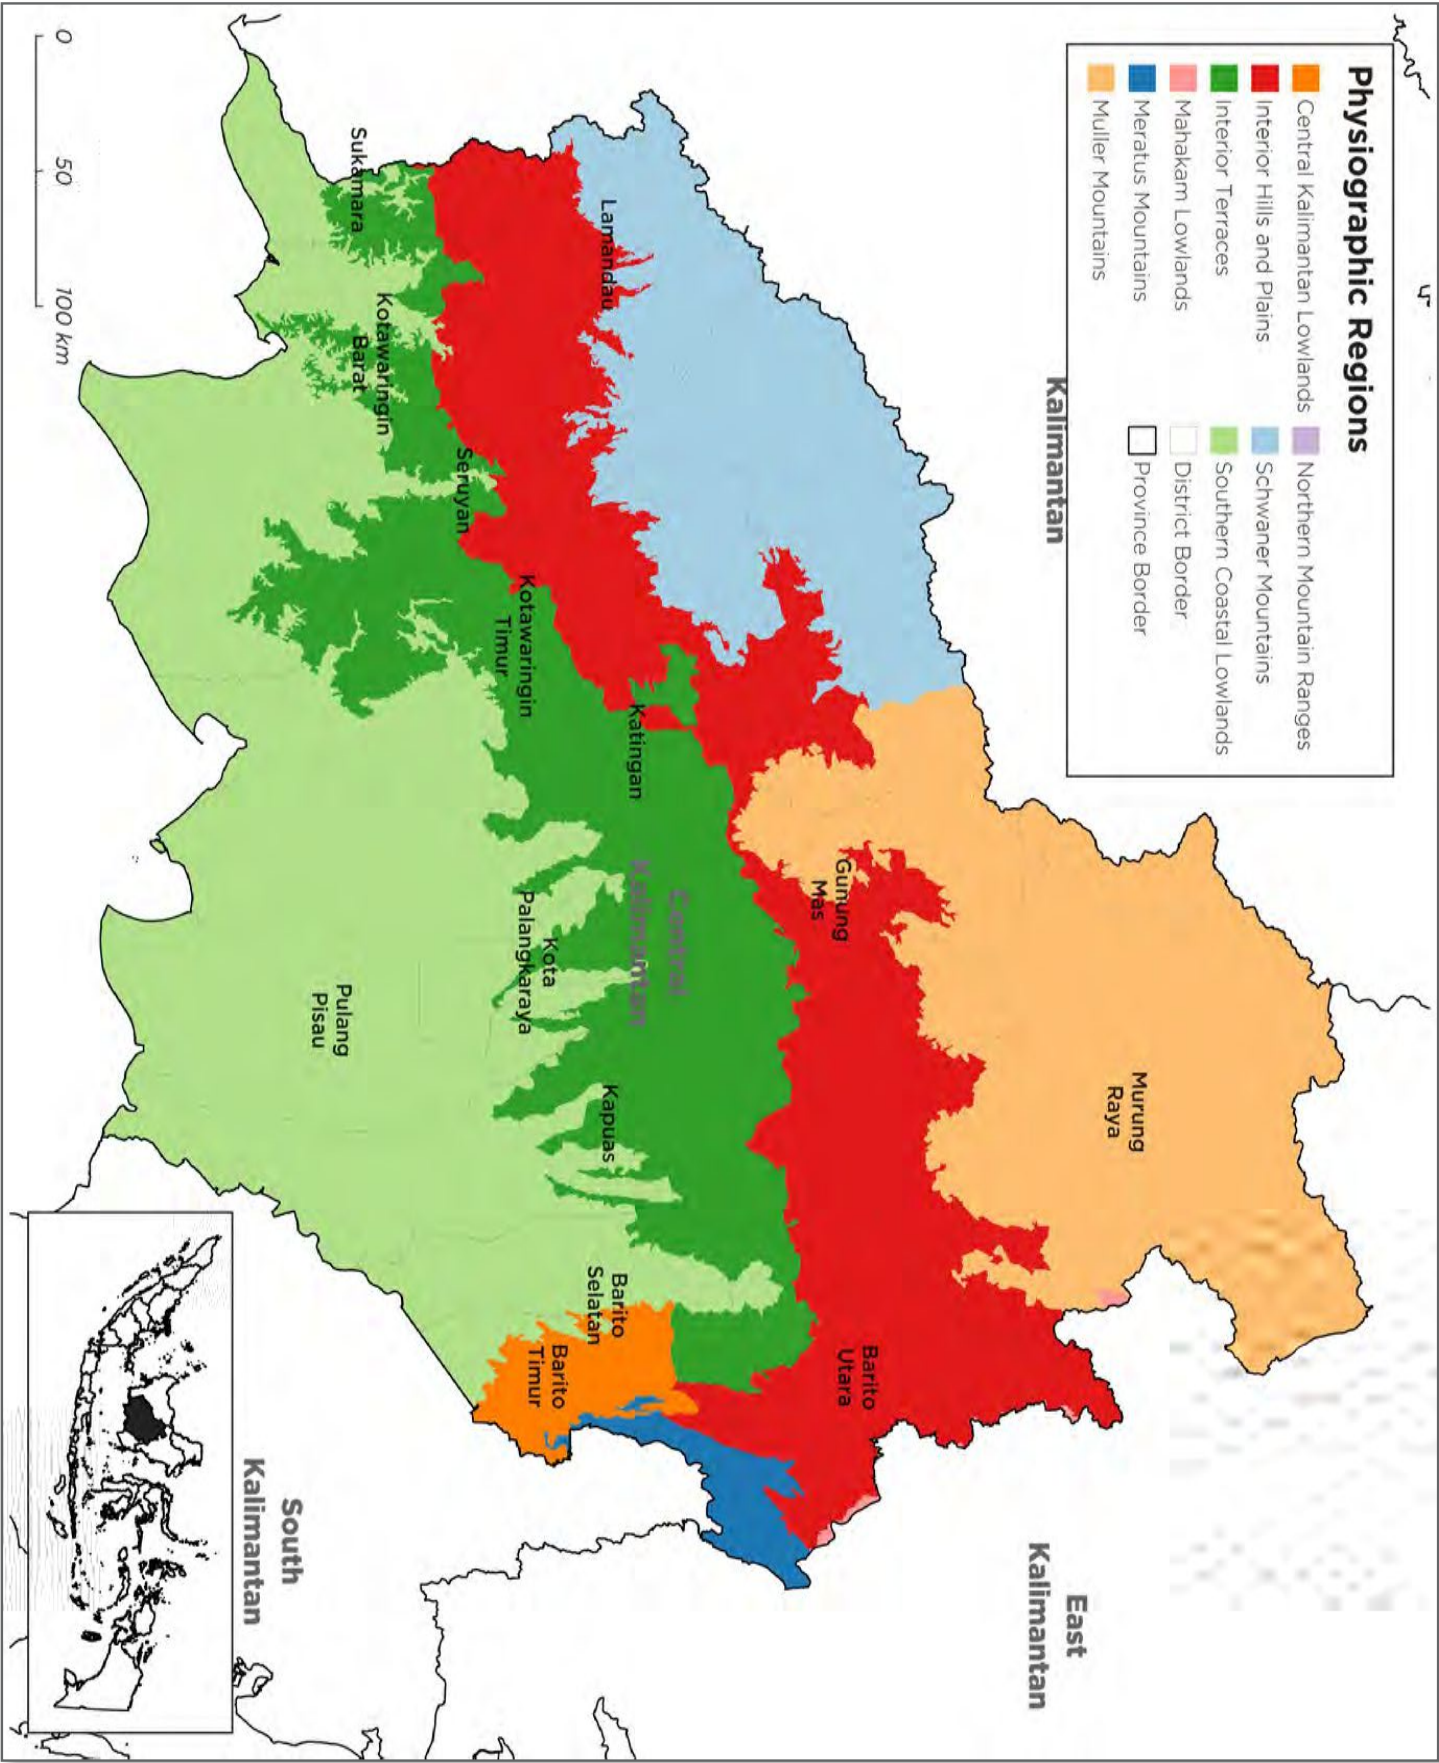 Physiographic Regions
Central Kalimantan Lowlands
Interior Hills and Plains
Interior Terraces
Mahakam Lowlands
Meratus Mountains
Muller Mountains
Northern Mountain Ranges
Schwaner Mountains
Southern Coastal Lowlands
District Border
Province Border
Kalimantan
East
Kalimantan
South
Kalimantan
Central
Kalimantan
Murung
Raya
Gunung
Mas
Barito
Utara
Lamandau
Katingan
Kotawaringin
Timur
Seruyan
Kotawaringin
Barat
Sukamara
Kota
Palangkaraya
Kapuas
Pulang
Pisau
Barito
Selatan
Barito
Timur
0 50 100 km